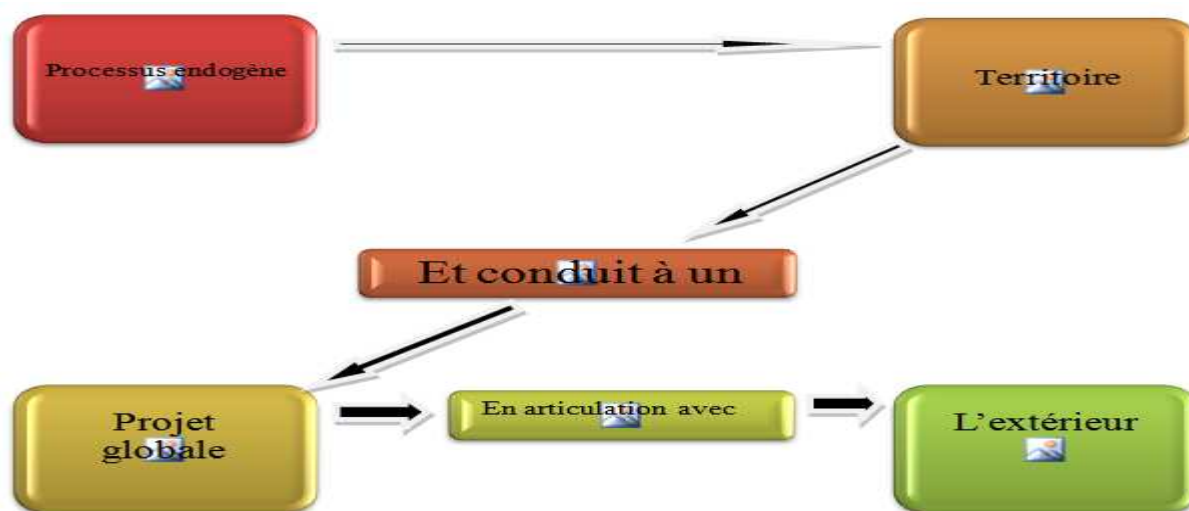 Processus endogène
Territoire
Et conduit à un
Projet
globale
En articulation avec
L’extérieur